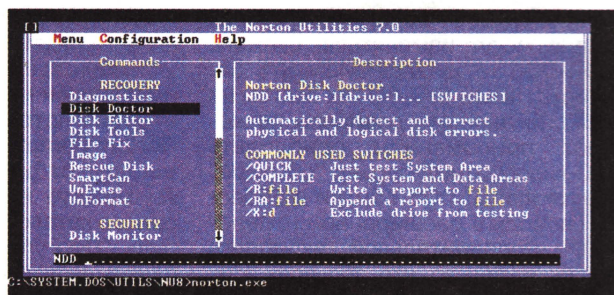 The Norton Utilities 7.0
Menu Configuration Help
Commands
RECOVERY
Diagnostics
Disk Doctor
Disk Editor
Disk Tools
File Fix
Image
Rescue Disk
SmartCan
UnErase
UnFormat
SECURITY
Disk Monitor
Description
Norton Disk Doctor
NDD [drive:][drive:]... [SWITCHES]
Automatically detect and correct
physical and logical disk errors.
COMMONLY USED SWITCHES
/QUICK Just test System Area
/COMPLETE Test System and Data Areas
/R:file Write a report to file
/RA:file Append a report to file
/X:d Exclude drive from testing
NDD
C:\SYSTEM.DOS\UTILS\NU8>norton.exe